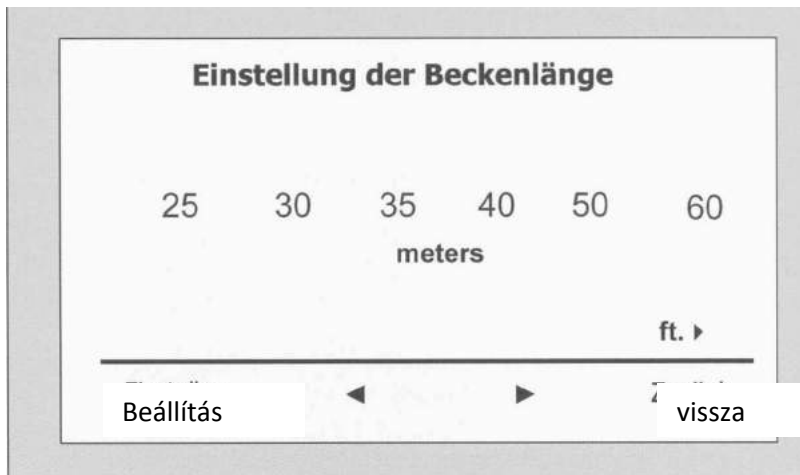 Einstellung der Beckenlänge
25 30 35 40 50 60
meters
ft.
Beállítás vissza